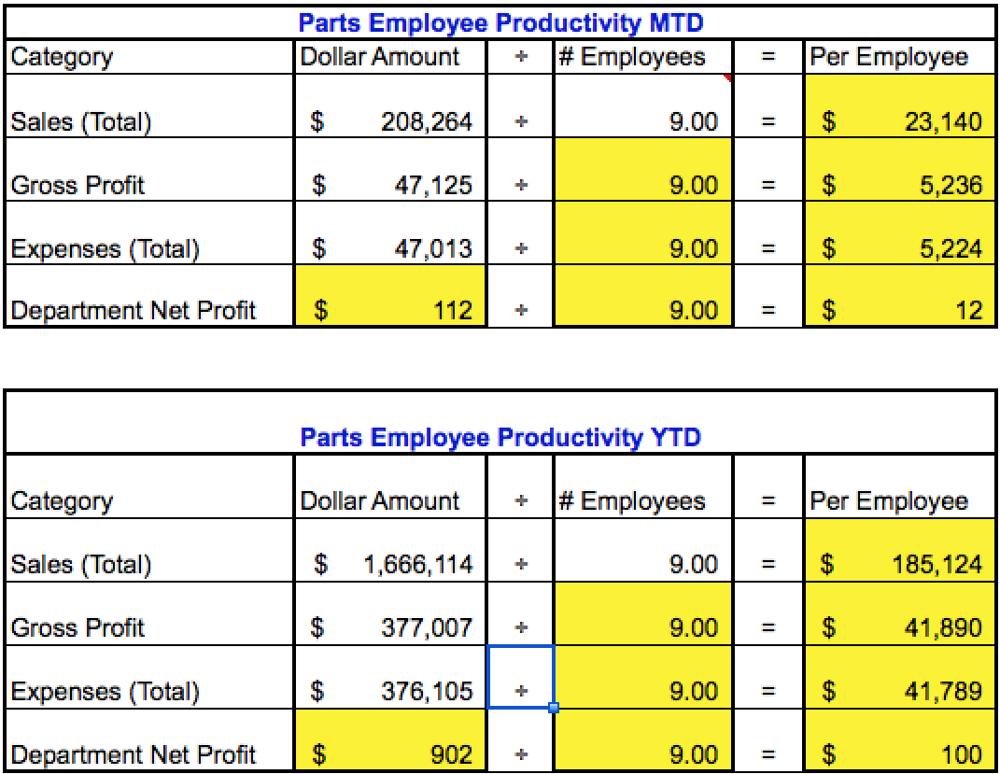 Parts Employee Productivity MTD
Category Dollar Amount ÷ # Employees = Per Employee
Sales (Total) $ 208,264 ÷ 9.00 = $ 23,140
Gross Profit $ 47,125 ÷ 9.00 = $ 5,236
Expenses (Total) $ 47,013 ÷ 9.00 = $ 5,224
Department Net Profit $ 112 ÷ 9.00 = $ 12
Parts Employee Productivity YTD
Category Dollar Amount ÷ # Employees = Per Employee
Sales (Total) $ 1,666,114 ÷ 9.00 = $ 185,124
Gross Profit $ 377,007 ÷ 9.00 = $ 41,890
Expenses (Total) $ 376,105 ÷ 9.00 = $ 41,789
Department Net Profit $ 902 ÷ 9.00 = $ 100